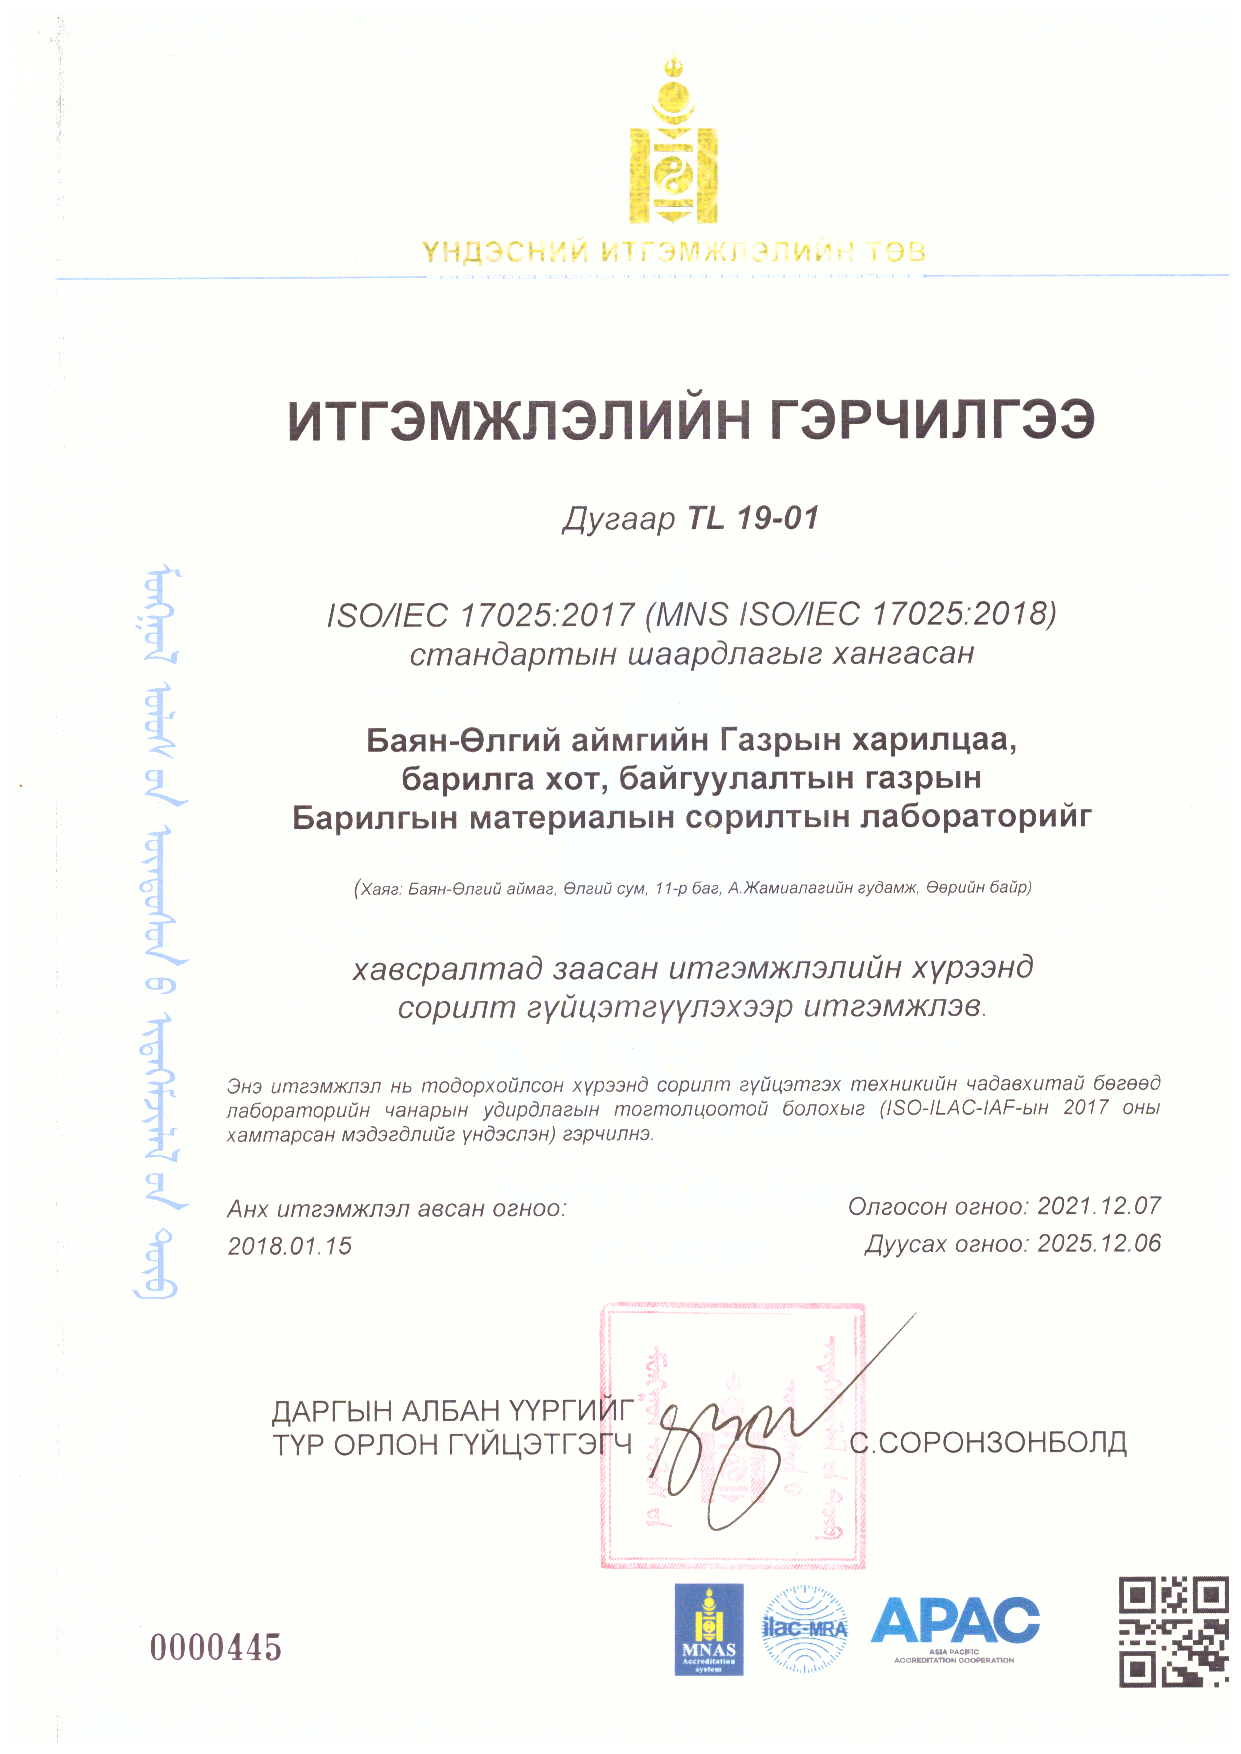 ҮНДЭСНИЙ ИТГЭМЖЛЭЛИЙН ТӨВ
ИТГЭМЖЛЭЛИЙН ГЭРЧИЛГЭЭ
Дугаар TL 19-01
ISO/IEC 17025:2017 (MNS ISO/IEC 17025:2018)
стандартын шаардлагыг хангасан
Баян-Өлгий аймгийн Газрын харилцаа,
барилга хот, байгуулалтын газрын
Барилгын материалын сорилтын лабораторийг
(Хаяг: Баян-Өлгий аймаг, Өлгий сум, 11-р баг, А.Жамиалагийн гудамж, Өөрийн байр)
хавсралтад заасан итгэмжлэлийн хүрээнд
сорилт гүйцэтгүүлэхээр итгэмжлэв.
Энэ итгэмжлэл нь тодорхойлсон хүрээнд сорилт гүйцэтгэх техникийн чадавхитай бөгөөд
лабораторийн чанарын удирдлагын тогтолцоотой болохыг (ISO-ILAC-IAF-ын 2017 оны
хамтарсан мэдэгдлийг үндэслэн) гэрчилнэ.
Анх итгэмжлэл авсан огноо:
2018.01.15
Олгосон огноо: 2021.12.07
Дуусах огноо: 2025.12.06
ДАРГЫН АЛБАН ҮҮРГИЙГ
ТҮР ОРЛОН ГҮЙЦЭТГЭГЧ
С.СОРОНЗОНБОЛД
0000445
MNAS
Accreditation
system
ilac-MRA
APAC
ASIA PACIFIC
ACCREDITATION COOPERATION